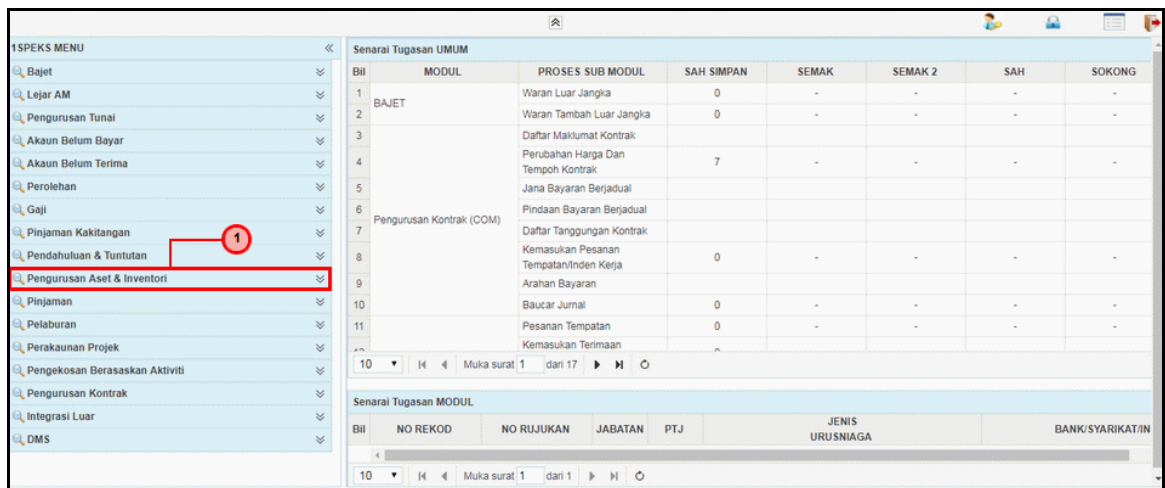 1SPEKS MENU
Bajet
Lejar AM
Pengurusan Tunai
Akaun Belum Bayar
Akaun Belum Terima
Perolehan
Gaji
Pinjaman Kakitangan
1
Pendahuluan & Tuntutan
Pengurusan Aset & Inventori
Pinjaman
Pelaburan
Perakaunan Projek
Pengekosan Berasaskan Aktiviti
Pengurusan Kontrak
Integrasi Luar
DMS
Senarai Tugasan UMUM
Bil MODUL PROSES SUB MODUL SAH SIMPAN SEMAK SEMAK 2 SAH SOKONG
1 BAJET Waran Luar Jangka 0 - - - -
2 Waran Tambah Luar Jangka 0 - - - -
3 Daftar Maklumat Kontrak
4 Perubahan Harga Dan
Tempoh Kontrak 7 - - - -
5 Jana Bayaran Berjadual
6 Pengurusan Kontrak (COM) Pindaan Bayaran Berjadual
7 Daftar Tanggungan Kontrak
8 Kemasukan Pesanan
Tempatan/Inden Kerja 0 - - - -
9 Arahan Bayaran
10 Baucar Jurnal 0 - - - -
11 Pesanan Tempatan 0 - - - -
Kemasukan Terimaan
10 Muka surat 1 dari 17
Senarai Tugasan MODUL
Bil NO REKOD NO RUJUKAN JABATAN PTJ JENIS
URUSNIAGA BANK/SYARIKAT/IN
10 Muka surat 1 dari 1